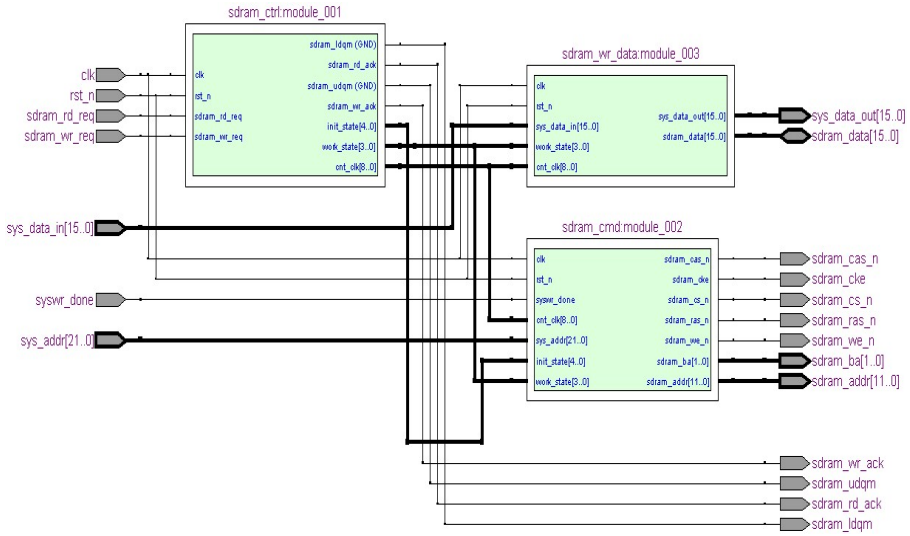 sdram_ctrl:module_001
clk
rst_n
sdram_rd_req
sdram_wr_req
sys_data_in[15..0]
syswr_done
sys_addr[21..0]
clk
rst_n
sdram_rd_req
sdram_wr_req
sdram_ldqm (GND)
sdram_rd_ack
sdram_udqm (GND)
sdram_wr_ack
init_state[4..0]
work_state[3..0]
cnt_clk[8..0]
sdram_wr_data:module_003
clk
rst_n
sys_data_in[15..0]
work_state[3..0]
cnt_clk[8..0]
sys_data_out[15..0]
sdram_data[15..0]
sys_data_out[15..0]
sdram_data[15..0]
sdram_cmd:module_002
clk
rst_n
syswr_done
cnt_clk[8..0]
sys_addr[21..0]
init_state[4..0]
work_state[3..0]
sdram_cas_n
sdram_cke
sdram_cs_n
sdram_ras_n
sdram_we_n
sdram_ba[1..0]
sdram_addr[11..0]
sdram_cas_n
sdram_cke
sdram_cs_n
sdram_ras_n
sdram_we_n
sdram_ba[1..0]
sdram_addr[11..0]
sdram_wr_ack
sdram_udqm
sdram_rd_ack
sdram_ldqm